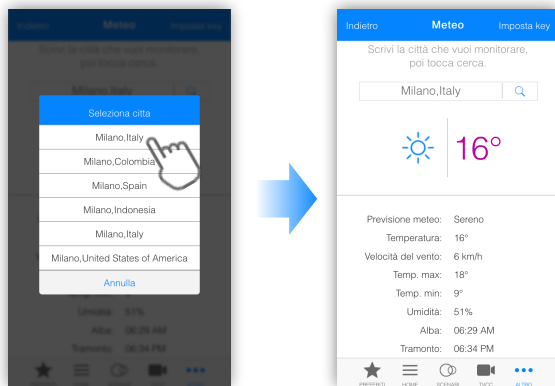 Indietro Meteo Imposta key
Scrivi la città che vuoi monitorare,
poi tocca cerca.
Milano,Italy
Seleziona citta
Milano,Italy
Milano,Colombia
Milano,Spain
Milano,Indonesia
Milano,Italy
Milano,United States of America
Annulla
Umidità: 51%
Alba: 06:29 AM
Tramonto: 06:34 PM
Indietro Meteo Imposta key
Scrivi la città che vuoi monitorare,
poi tocca cerca.
Milano,Italy
16°
Previsione meteo: Sereno
Temperatura: 16°
Velocità del vento: 6 km/h
Temp. max: 18°
Temp. min: 9°
Umidità: 51%
Alba: 06:29 AM
Tramonto: 06:34 PM
PREFERITI HOME SCENARI TVCC ALTRO